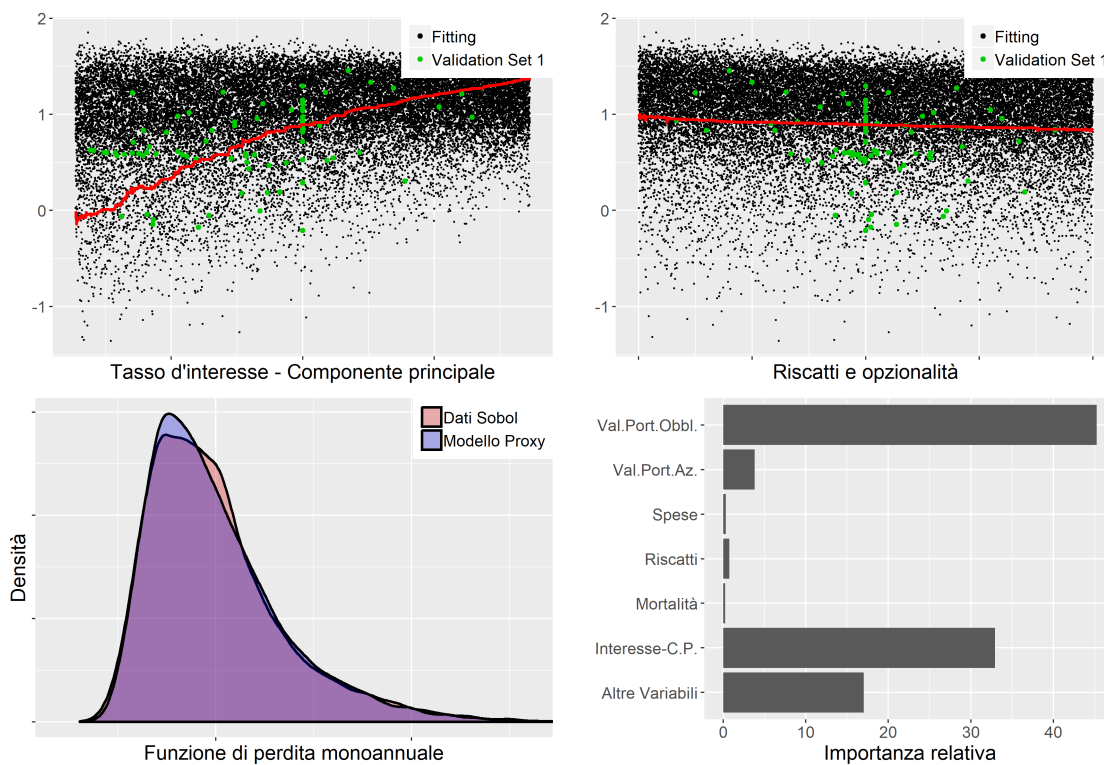 2
1
0
-1
Fitting
Validation Set 1
Tasso d'interesse - Componente principale
2
1
0
-1
Fitting
Validation Set 1
Riscatti e opzionalità
Densità
Dati Sobol
Modello Proxy
Funzione di perdita monoannuale
Val.Port.Obbl.
Val.Port.Az.
Spese
Riscatti
Mortalità
Interesse-C.P.
Altre Variabili
0 10 20 30 40
Importanza relativa